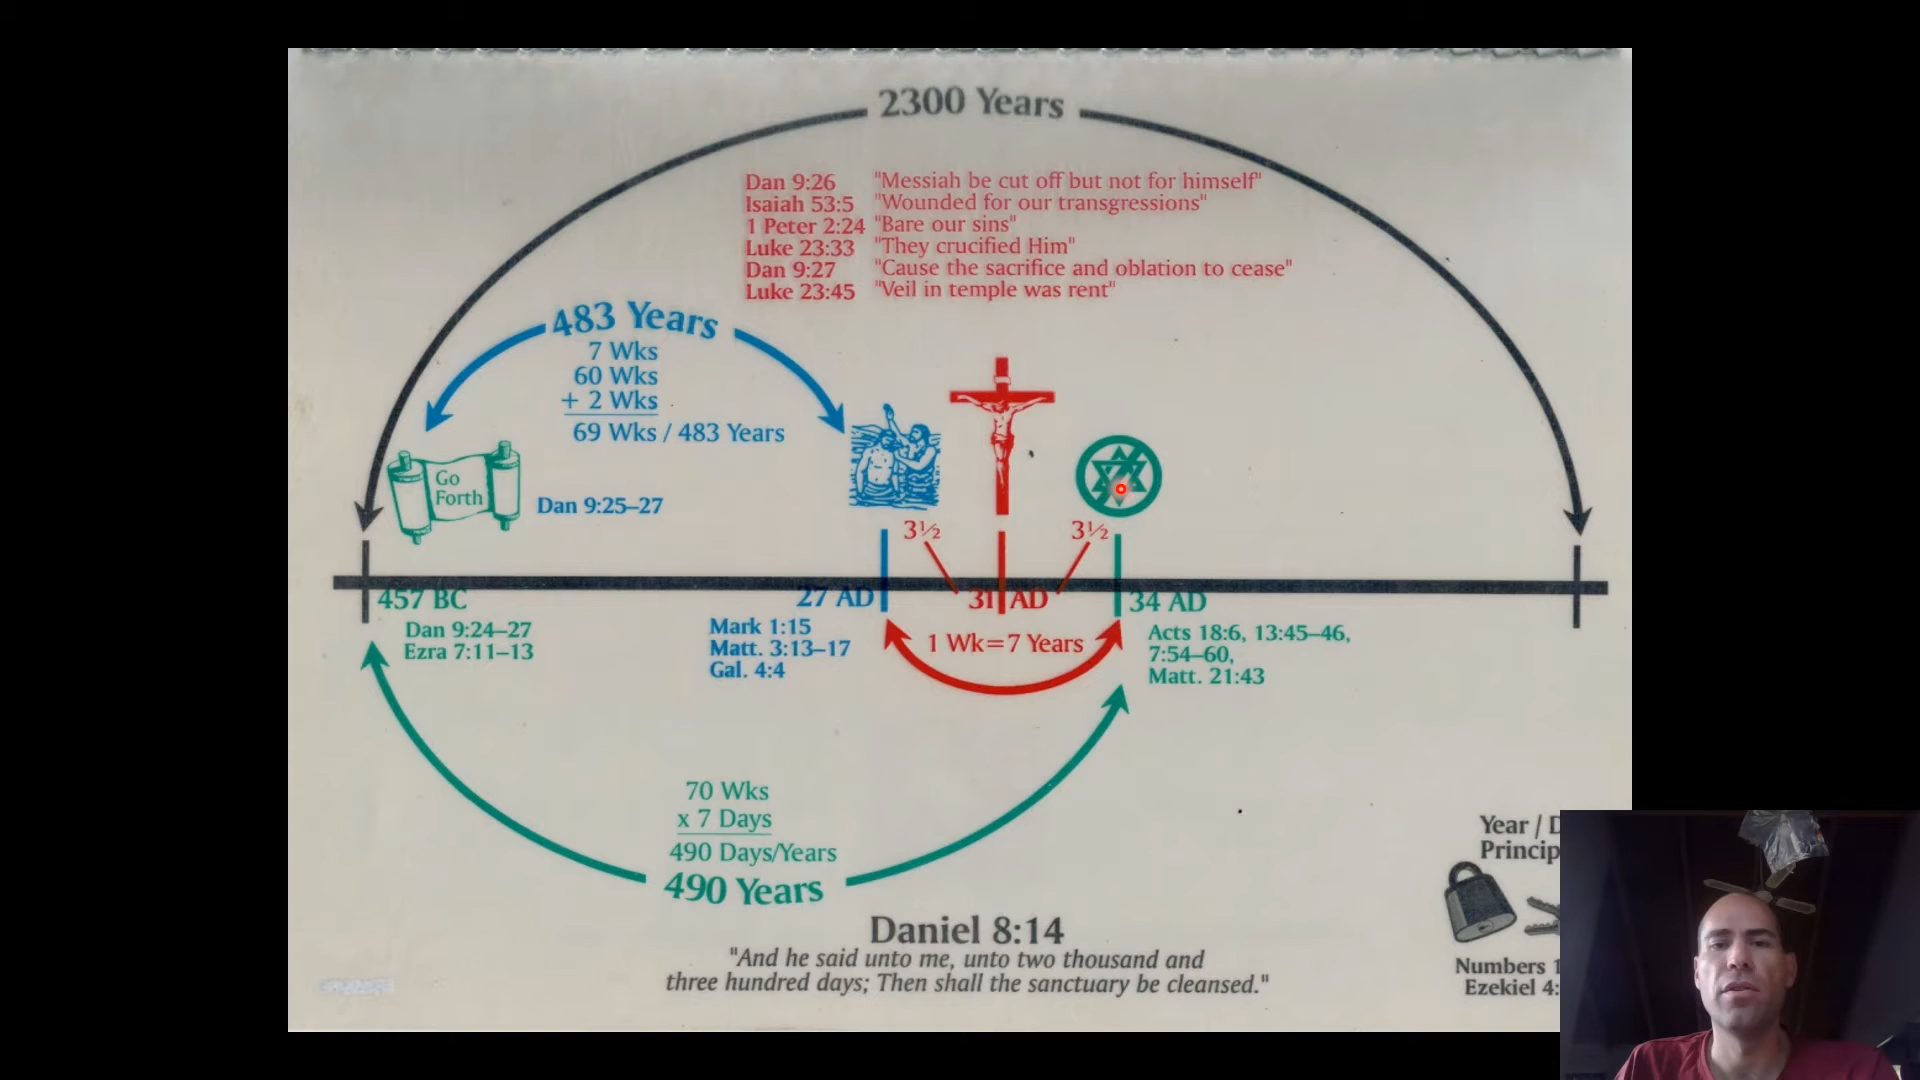 2300 Years
Dan 9:26 "Messiah be cut off but not for himself"
Isaiah 53:5 "Wounded for our transgressions"
1 Peter 2:24 "Bare our sins"
Luke 23:33 "They crucified Him"
Dan 9:27 "Cause the sacrifice and oblation to cease"
Luke 23:45 "Veil in temple was rent"
483 Years
7 Wks
60 Wks
+ 2 Wks
69 Wks / 483 Years
Go
Forth
Dan 9:25–27
3½
3½
457 BC
27 AD
31 AD
34 AD
Dan 9:24–27
Ezra 7:11–13
Mark 1:15
Matt. 3:13–17
Gal. 4:4
1 Wk=7 Years
Acts 18:6, 13:45–46,
7:54–60,
Matt. 21:43
70 Wks
x 7 Days
490 Days/Years
490 Years
Year / D
Princip
Numbers 1
Ezekiel 4:
Daniel 8:14
"And he said unto me, unto two thousand and
three hundred days; Then shall the sanctuary be cleansed."